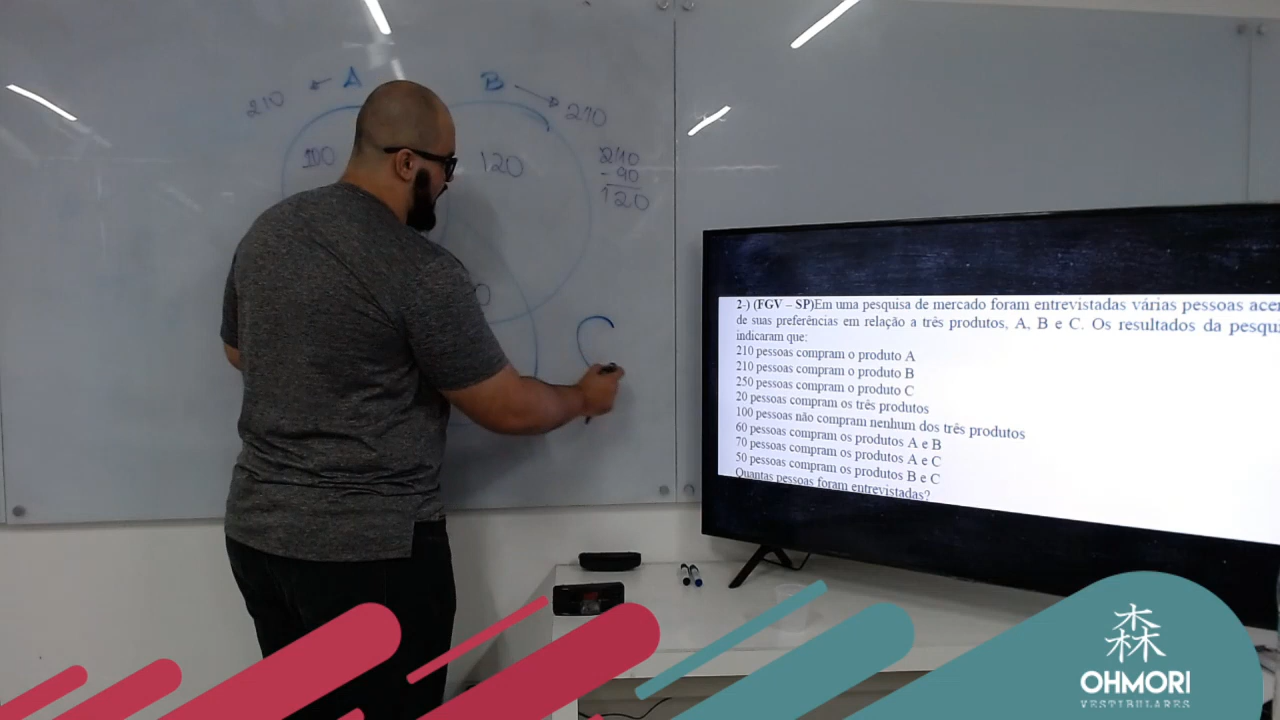 210 ← A
B → 210
100
120
210
- 90
120
0
C
2-) (FGV – SP)Em uma pesquisa de mercado foram entrevistadas várias pessoas
de suas preferências em relação a três produtos, A, B e C. Os resultados da
indicaram que:
210 pessoas compram o produto A
210 pessoas compram o produto B
250 pessoas compram o produto C
20 pessoas compram os três produtos
100 pessoas não compram nenhum dos três produtos
60 pessoas compram os produtos A e B
70 pessoas compram os produtos A e C
50 pessoas compram os produtos B e C
Quantas pessoas foram entrevistadas?
OHMORI
VESTIBULARES